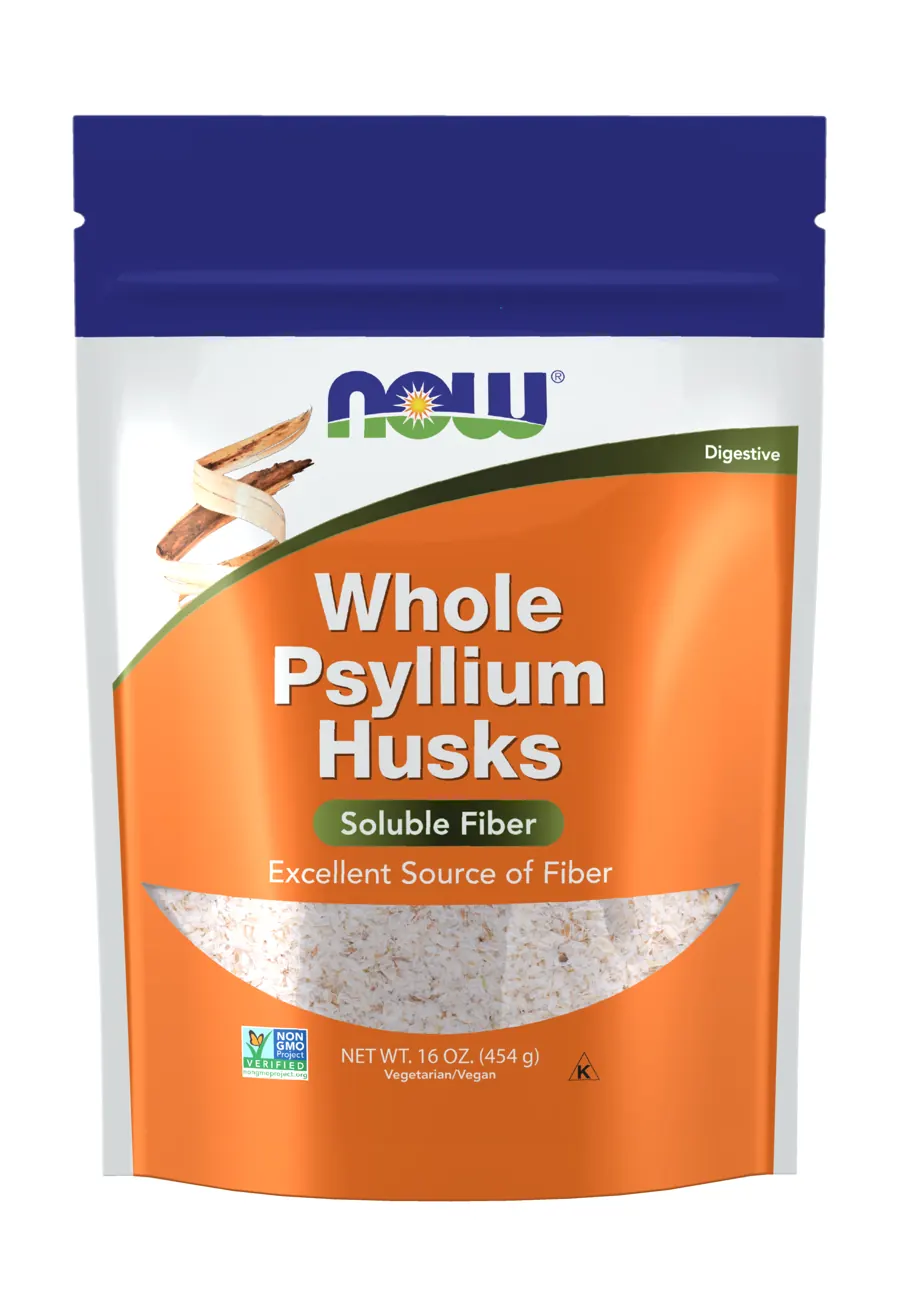 now®
Digestive
Whole
Psyllium
Husks
Soluble Fiber
Excellent Source of Fiber
NON
GMO
Project
VERIFIED
nongmoproject.org
NET WT. 16 OZ. (454 g)
Vegetarian/Vegan
K